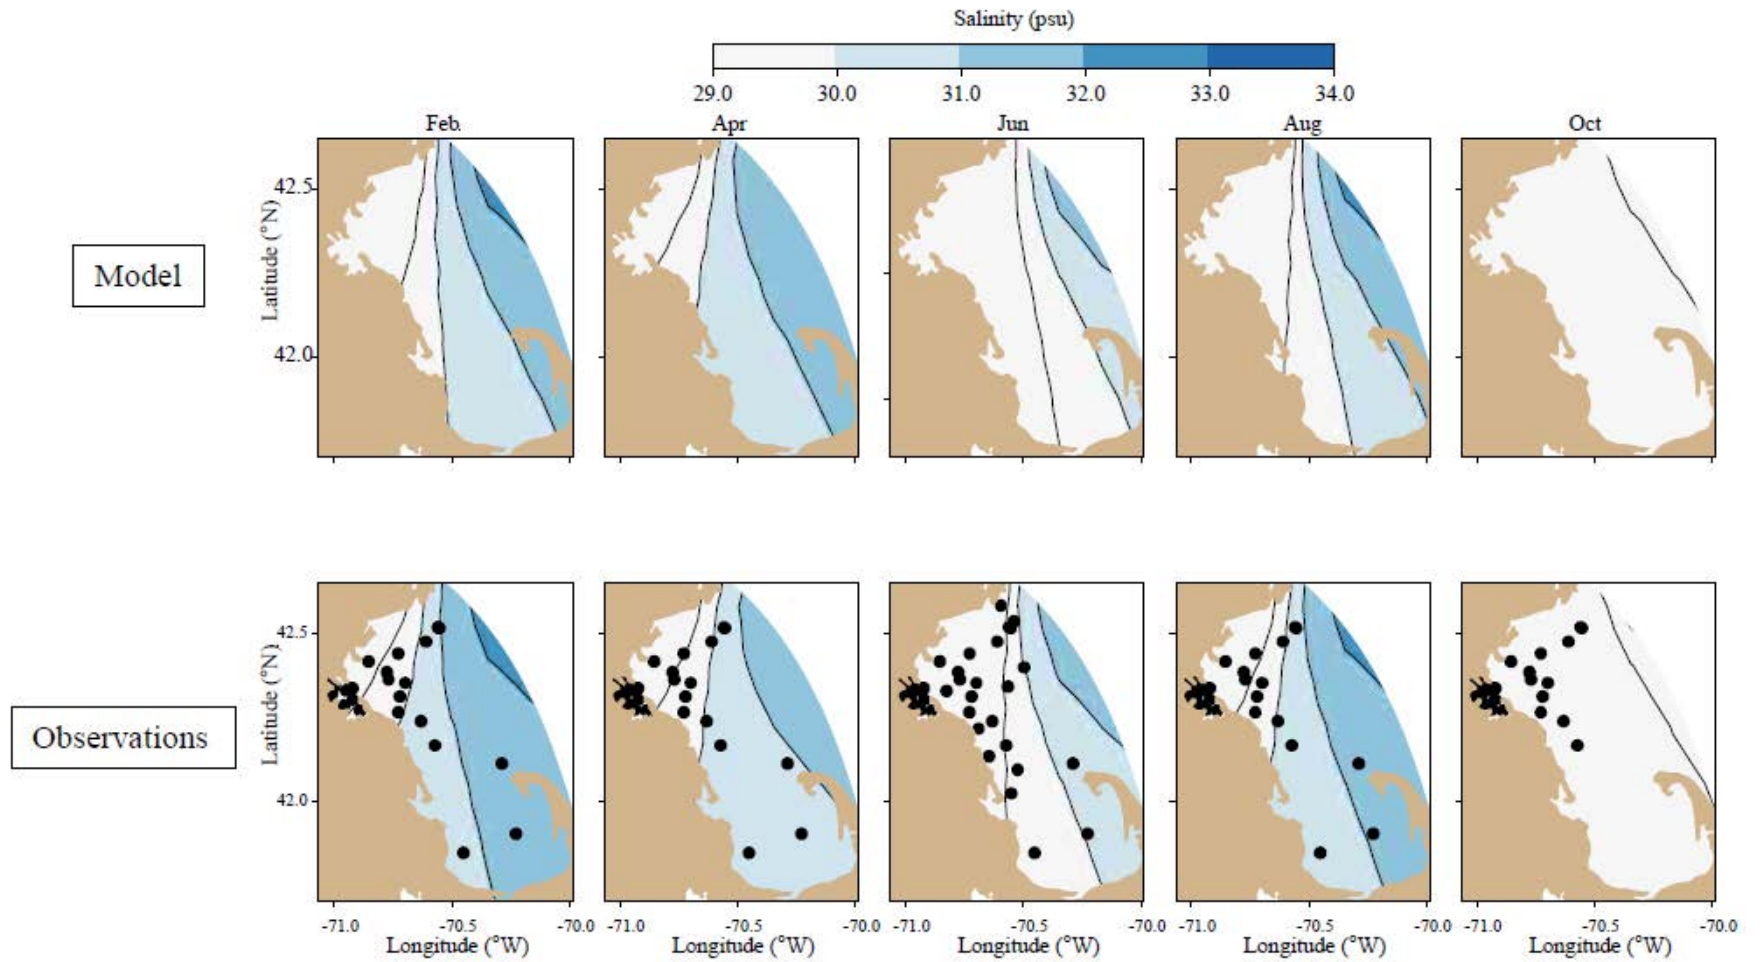 Salinity (psu)
29.0 30.0 31.0 32.0 33.0 34.0
Feb. Apr Jun Aug Oct
Model
Latitude (°N)
42.5
42.0
Observations
Latitude (°N)
42.5
42.0
-71.0 -70.5 -70.0 -71.0 -70.5 -70.0 -71.0 -70.5 -70.0 -71.0 -70.5 -70.0 -71.0 -70.5 -70.0
Longitude (°W) Longitude (°W) Longitude (°W) Longitude (°W) Longitude (°W)